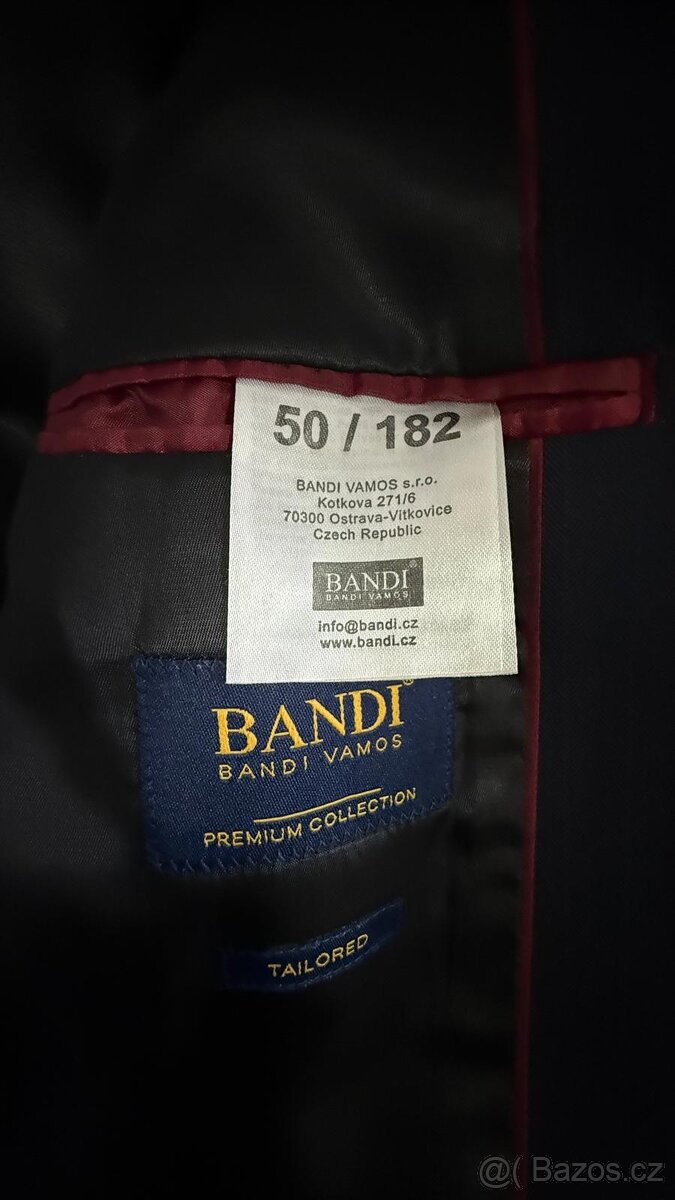 50 / 182
BANDI VAMOS s.r.o.
Kotkova 271/6
70300 Ostrava-Vitkovice
Czech Republic
BANDI®
BANDI VAMOS
info@bandi.cz
www.bandi.cz
BANDI®
BANDI VAMOS
PREMIUM COLLECTION
TAILORED
@( Bazos.cz